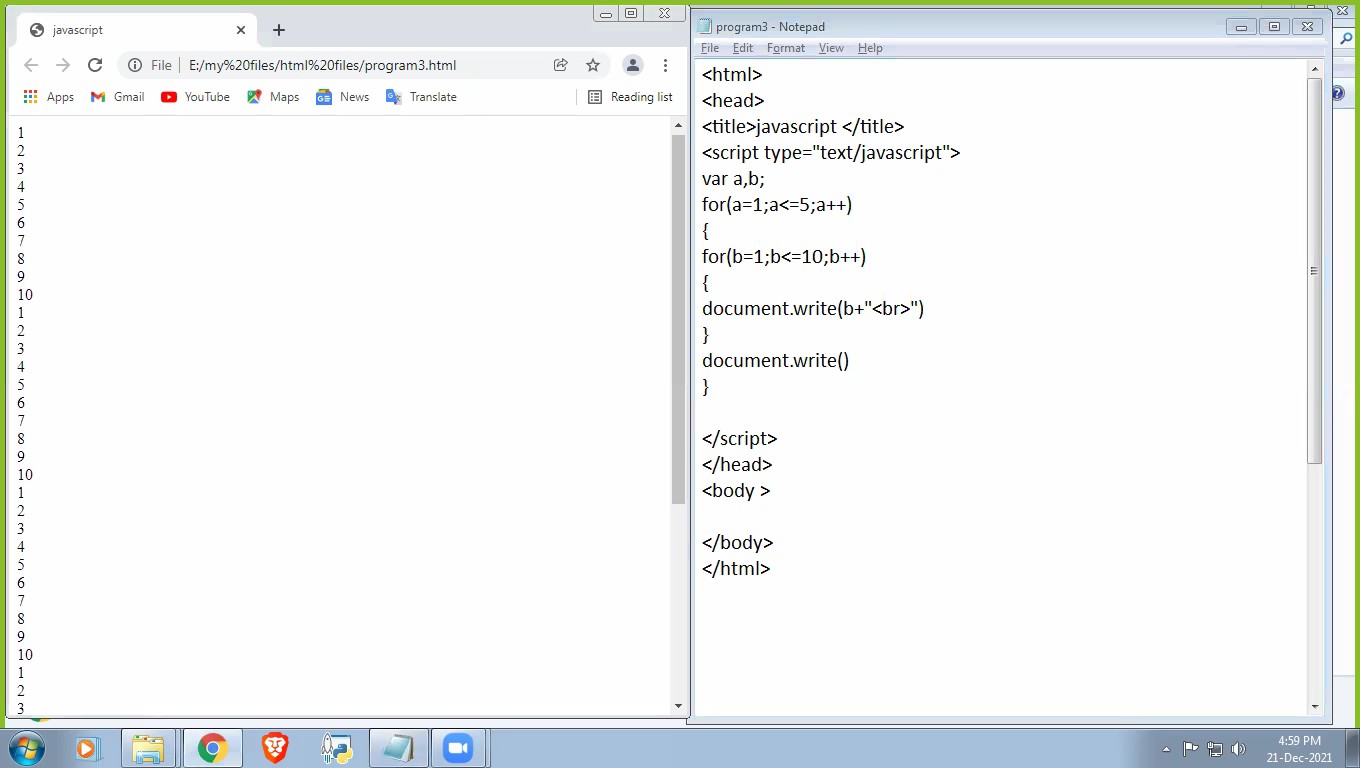 javascript
File E:/my%20files/html%20files/program3.html
Apps Gmail YouTube Maps News Translate Reading list
1
2
3
4
5
6
7
8
9
10
1
2
3
4
5
6
7
8
9
10
1
2
3
4
5
6
7
8
9
10
1
2
3
program3 - Notepad
File Edit Format View Help
<html>
<head>
<title>javascript </title>
<script type="text/javascript">
var a,b;
for(a=1;a<=5;a++)
{
for(b=1;b<=10;b++)
{
document.write(b+"<br>")
}
document.write()
}
</script>
</head>
<body >
</body>
</html>
4:59 PM
21-Dec-2021